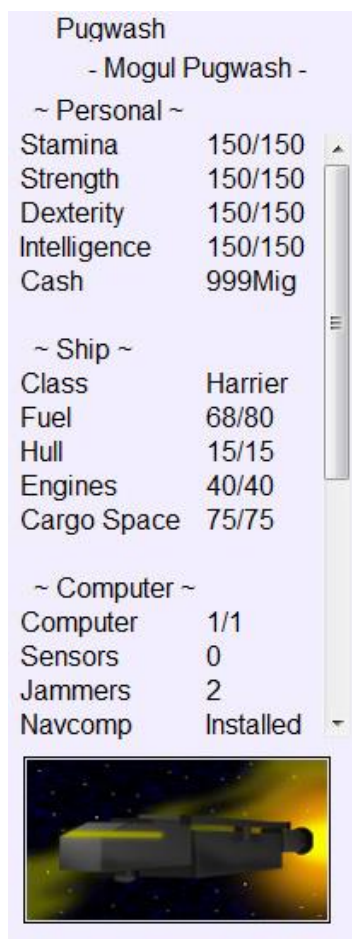 Pugwash
- Mogul Pugwash -
~ Personal ~
Stamina 150/150
Strength 150/150
Dexterity 150/150
Intelligence 150/150
Cash 999Mig
~ Ship ~
Class Harrier
Fuel 68/80
Hull 15/15
Engines 40/40
Cargo Space 75/75
~ Computer ~
Computer 1/1
Sensors 0
Jammers 2
Navcomp Installed